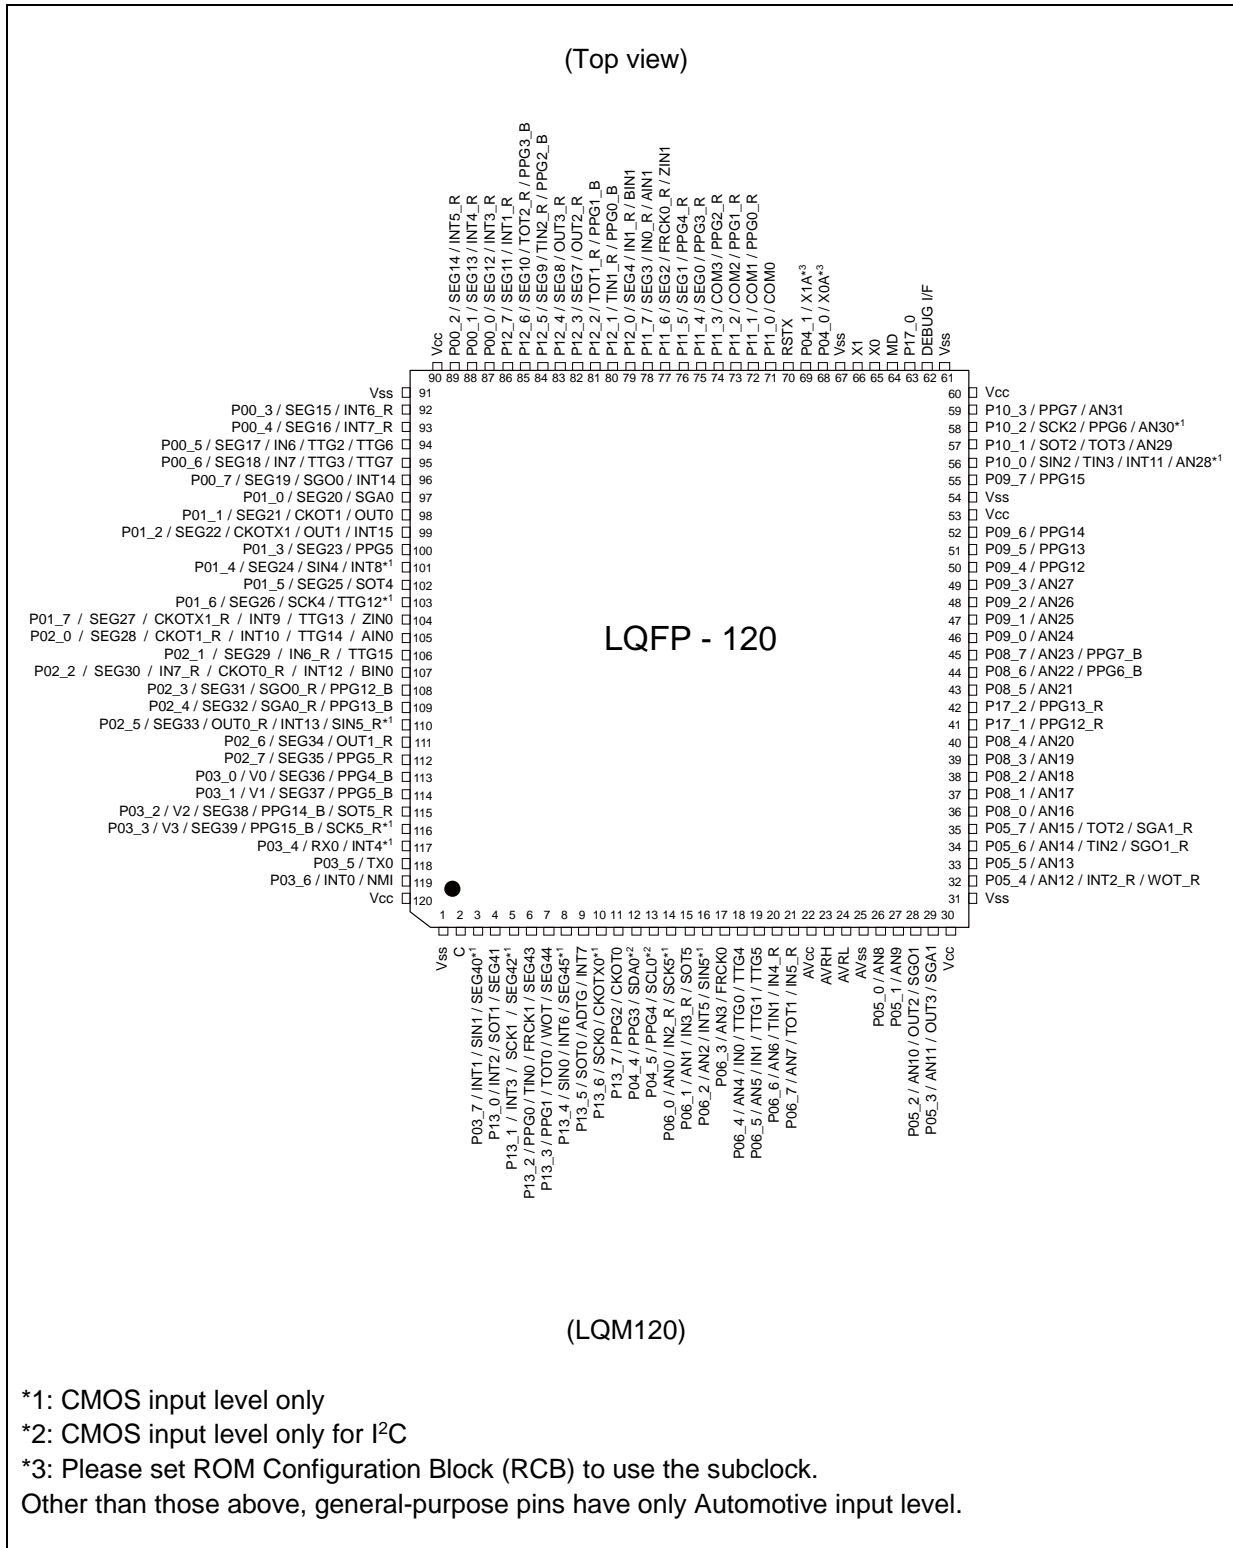 (Top view)
Vcc
P00_2 / SEG14 / INT5_R
P00_1 / SEG13 / INT4_R
P00_0 / SEG12 / INT3_R
P12_7 / SEG11 / INT1_R
P12_6 / SEG10 / TOT2_R / PPG3_B
P12_5 / SEG9 / TIN2_R / PPG2_B
P12_4 / SEG8 / OUT3_R
P12_3 / SEG7 / OUT2_R
P12_2 / TOT1_R / PPG1_B
P12_1 / TIN1_R / PPG0_B
P12_0 / SEG4 / IN1_R / BIN1
P11_7 / SEG3 / IN0_R / AIN1
P11_6 / SEG2 / FRCK0_R / ZIN1
P11_5 / SEG1 / PPG4_R
P11_4 / SEG0 / PPG3_R
P11_3 / COM3 / PPG2_R
P11_2 / COM2 / PPG1_R
P11_1 / COM1 / PPG0_R
P11_0 / COM0
RSTX
P04_1 / X1A*3
P04_0 / X0A*3
Vss
X1
X0
MD
P17_0
DEBUG I/F
Vss
90 89 88 87 86 85 84 83 82 81 80 79 78 77 76 75 74 73 72 71 70 69 68 67 66 65 64 63 62 61
Vss 91
P00_3 / SEG15 / INT6_R 92
P00_4 / SEG16 / INT7_R 93
P00_5 / SEG17 / IN6 / TTG2 / TTG6 94
P00_6 / SEG18 / IN7 / TTG3 / TTG7 95
P00_7 / SEG19 / SGO0 / INT14 96
P01_0 / SEG20 / SGA0 97
P01_1 / SEG21 / CKOT1 / OUT0 98
P01_2 / SEG22 / CKOTX1 / OUT1 / INT15 99
P01_3 / SEG23 / PPG5 100
P01_4 / SEG24 / SIN4 / INT8*1 101
P01_5 / SEG25 / SOT4 102
P01_6 / SEG26 / SCK4 / TTG12*1 103
P01_7 / SEG27 / CKOTX1_R / INT9 / TTG13 / ZIN0 104
P02_0 / SEG28 / CKOT1_R / INT10 / TTG14 / AIN0 105
P02_1 / SEG29 / IN6_R / TTG15 106
P02_2 / SEG30 / IN7_R / CKOT0_R / INT12 / BIN0 107
P02_3 / SEG31 / SGO0_R / PPG12_B 108
P02_4 / SEG32 / SGA0_R / PPG13_B 109
P02_5 / SEG33 / OUT0_R / INT13 / SIN5_R*1 110
P02_6 / SEG34 / OUT1_R 111
P02_7 / SEG35 / PPG5_R 112
P03_0 / V0 / SEG36 / PPG4_B 113
P03_1 / V1 / SEG37 / PPG5_B 114
P03_2 / V2 / SEG38 / PPG14_B / SOT5_R 115
P03_3 / V3 / SEG39 / PPG15_B / SCK5_R*1 116
P03_4 / RX0 / INT4*1 117
P03_5 / TX0 118
P03_6 / INT0 / NMI 119
Vcc 120
LQFP - 120
60 Vcc
59 P10_3 / PPG7 / AN31
58 P10_2 / SCK2 / PPG6 / AN30*1
57 P10_1 / SOT2 / TOT3 / AN29
56 P10_0 / SIN2 / TIN3 / INT11 / AN28*1
55 P09_7 / PPG15
54 Vss
53 Vcc
52 P09_6 / PPG14
51 P09_5 / PPG13
50 P09_4 / PPG12
49 P09_3 / AN27
48 P09_2 / AN26
47 P09_1 / AN25
46 P09_0 / AN24
45 P08_7 / AN23 / PPG7_B
44 P08_6 / AN22 / PPG6_B
43 P08_5 / AN21
42 P17_2 / PPG13_R
41 P17_1 / PPG12_R
40 P08_4 / AN20
39 P08_3 / AN19
38 P08_2 / AN18
37 P08_1 / AN17
36 P08_0 / AN16
35 P05_7 / AN15 / TOT2 / SGA1_R
34 P05_6 / AN14 / TIN2 / SGO1_R
33 P05_5 / AN13
32 P05_4 / AN12 / INT2_R / WOT_R
31 Vss
1 2 3 4 5 6 7 8 9 10 11 12 13 14 15 16 17 18 19 20 21 22 23 24 25 26 27 28 29 30
Vss
C
P03_7 / INT1 / SIN1 / SEG40*1
P13_0 / INT2 / SOT1 / SEG41
P13_1 / INT3 / SCK1 / SEG42*1
P13_2 / PPG0 / TIN0 / FRCK1 / SEG43
P13_3 / PPG1 / TOT0 / WOT / SEG44
P13_4 / SIN0 / INT6 / SEG45*1
P13_5 / SOT0 / ADTG / INT7
P13_6 / SCK0 / CKOTX0*1
P13_7 / PPG2 / CKOT0
P04_4 / PPG3 / SDA0*2
P04_5 / PPG4 / SCL0*2
P06_0 / AN0 / IN2_R / SCK5*1
P06_1 / AN1 / IN3_R / SOT5
P06_2 / AN2 / INT5 / SIN5*1
P06_3 / AN3 / FRCK0
P06_4 / AN4 / IN0 / TTG0 / TTG4
P06_5 / AN5 / IN1 / TTG1 / TTG5
P06_6 / AN6 / TIN1 / IN4_R
P06_7 / AN7 / TOT1 / IN5_R
AVcc
AVRH
AVRL
AVss
P05_0 / AN8
P05_1 / AN9
P05_2 / AN10 / OUT2 / SGO1
P05_3 / AN11 / OUT3 / SGA1
Vcc
(LQM120)
*1: CMOS input level only
*2: CMOS input level only for I²C
*3: Please set ROM Configuration Block (RCB) to use the subclock.
Other than those above, general-purpose pins have only Automotive input level.